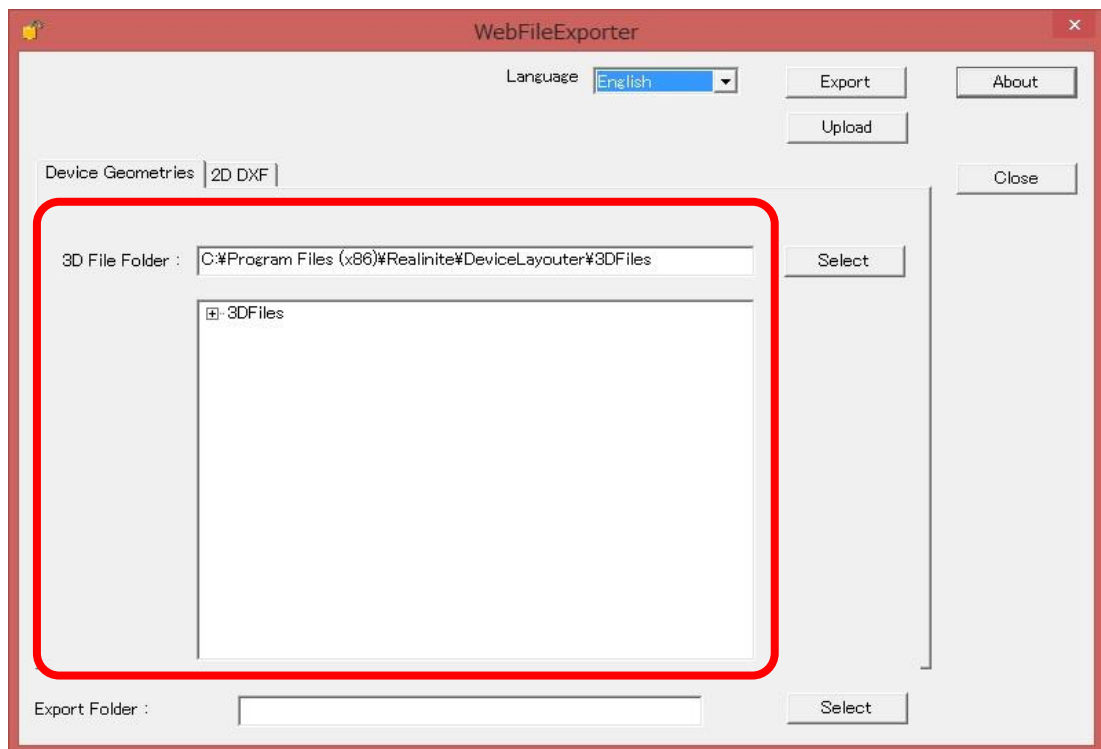 WebFileExporter
Language English Export About
Upload
Device Geometries 2D DXF Close
3D File Folder : C:¥Program Files (x86)¥Realinite¥DeviceLayouter¥3DFiles Select
3DFiles
Export Folder : Select